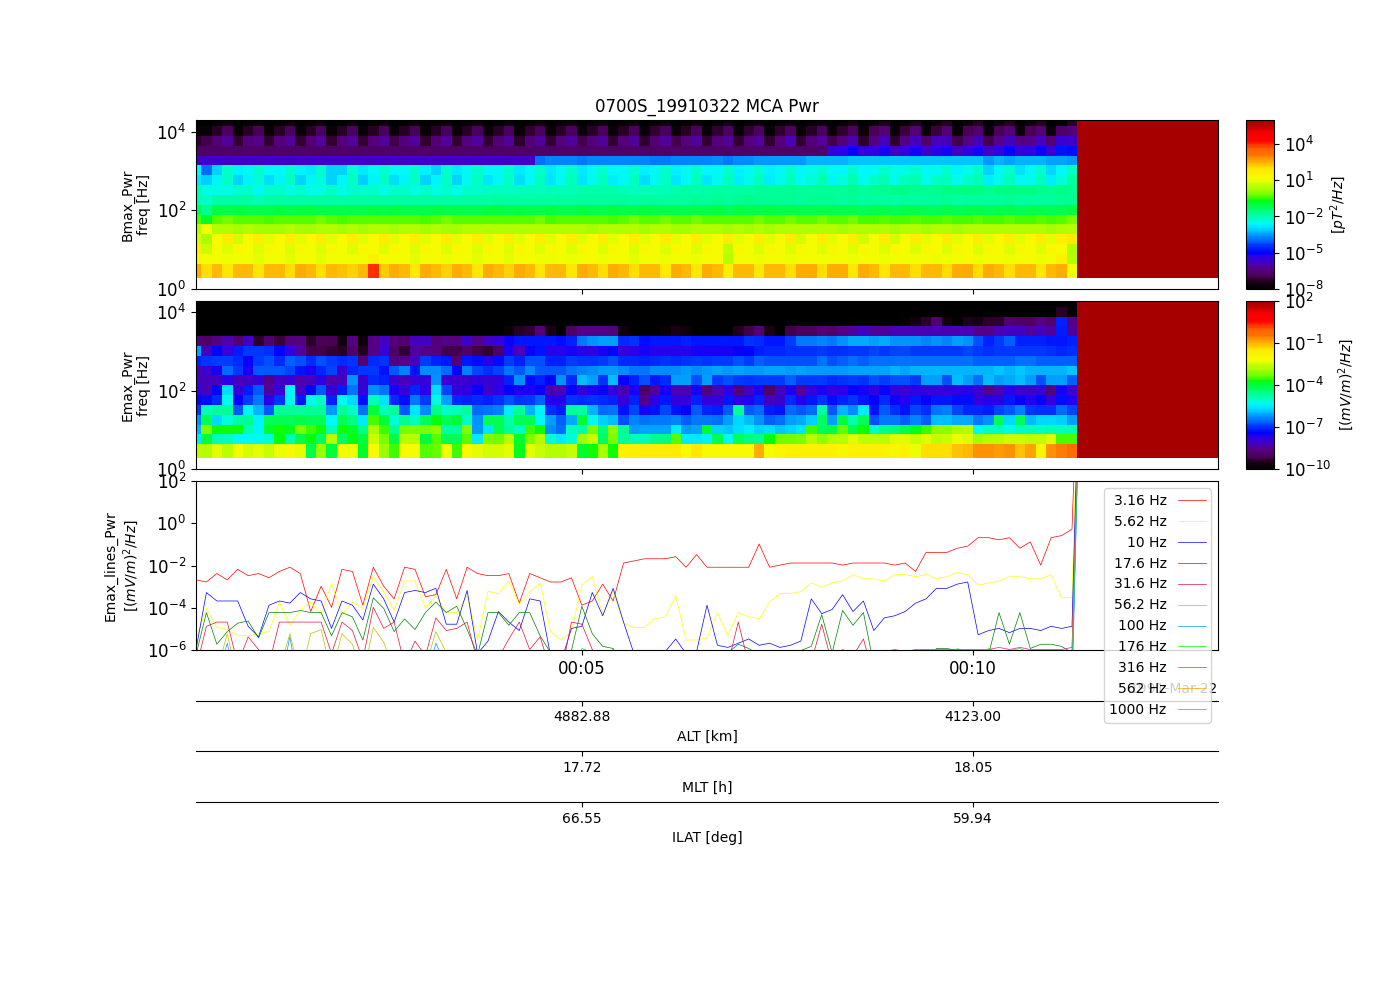 0700S_19910322 MCA Pwr
Bmax_Pwr
freq [Hz]
10^4
10^2
10^0
10^4
10^1
10^-2
10^-5
10^-8
[pT^2/Hz]
Emax_Pwr
freq [Hz]
10^4
10^2
10^0
10^2
10^-1
10^-4
10^-7
10^-10
[(mV/m)^2/Hz]
Emax_lines_Pwr
[(mV/m)^2/Hz]
10^2
10^0
10^-2
10^-4
10^-6
3.16 Hz
5.62 Hz
10 Hz
17.6 Hz
31.6 Hz
56.2 Hz
100 Hz
176 Hz
316 Hz
562 Hz
1000 Hz
00:05 00:10
-Mar 22
4882.88 4123.00
ALT [km]
17.72 18.05
MLT [h]
66.55 59.94
ILAT [deg]